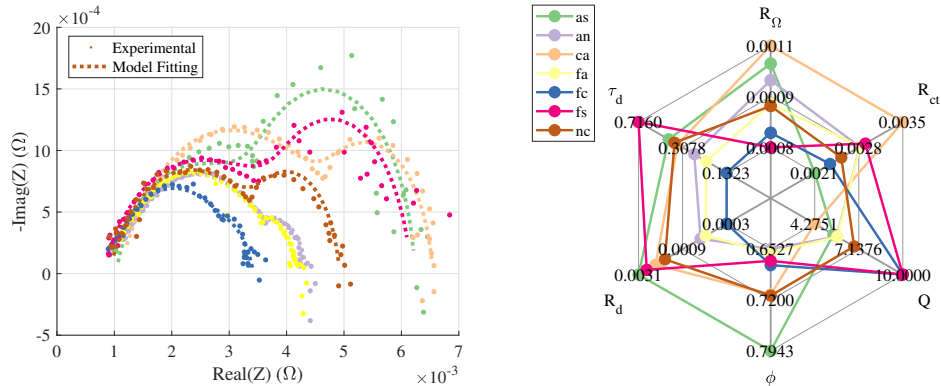 ×10⁻⁴
20
15
10
5
0
-5
-Imag(Z) (Ω)
0 1 2 3 4 5 6 7
Real(Z) (Ω)
×10⁻³
Experimental
Model Fitting
as
an
ca
fa
fc
fs
nc
R_Ω
0.0011
0.0009
0.0008
R_ct
0.0035
0.0028
0.0021
τ_d
0.7160
0.3078
0.1323
0.0003
0.0009
0.0031
R_d
4.2751
7.1376
10.0000
Q
0.6527
0.7200
0.7943
ϕ